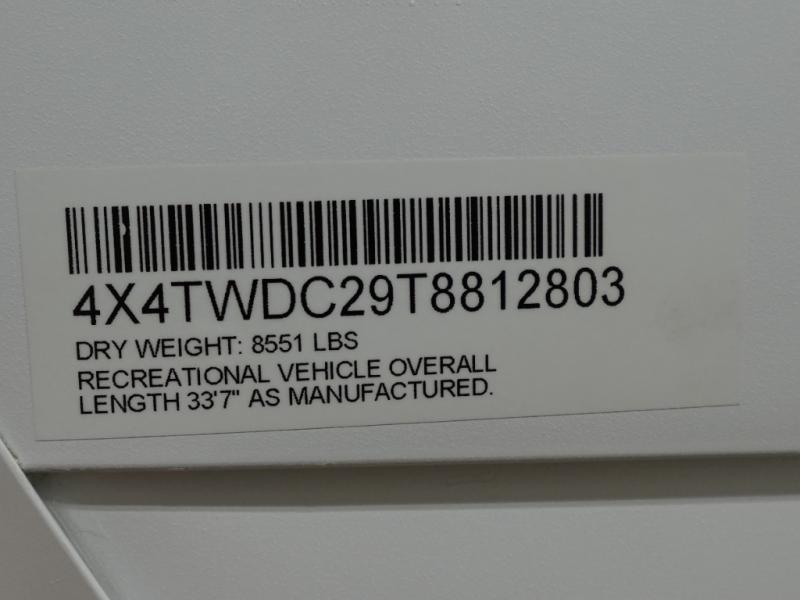 4X4TWDC29T8812803
DRY WEIGHT: 8551 LBS
RECREATIONAL VEHICLE OVERALL
LENGTH 33'7" AS MANUFACTURED.